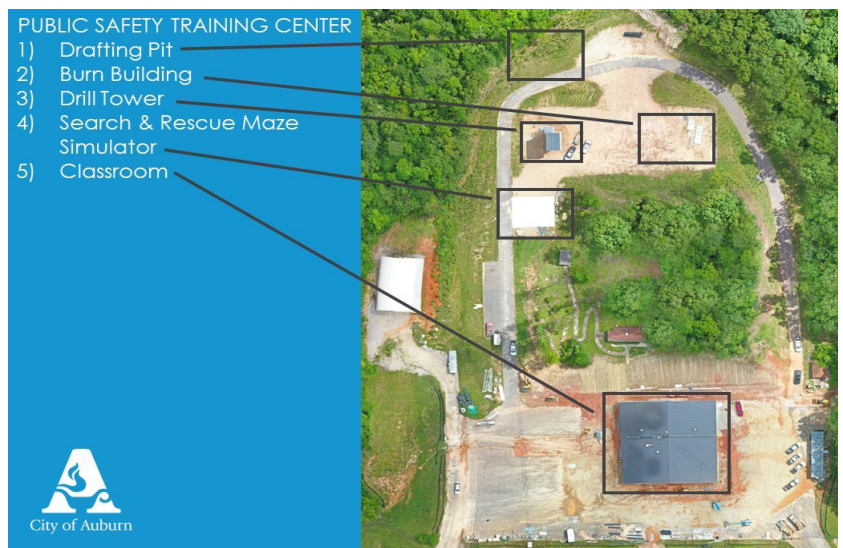 PUBLIC SAFETY TRAINING CENTER
1) Drafting Pit
2) Burn Building
3) Drill Tower
4) Search & Rescue Maze
Simulator
5) Classroom
City of Auburn